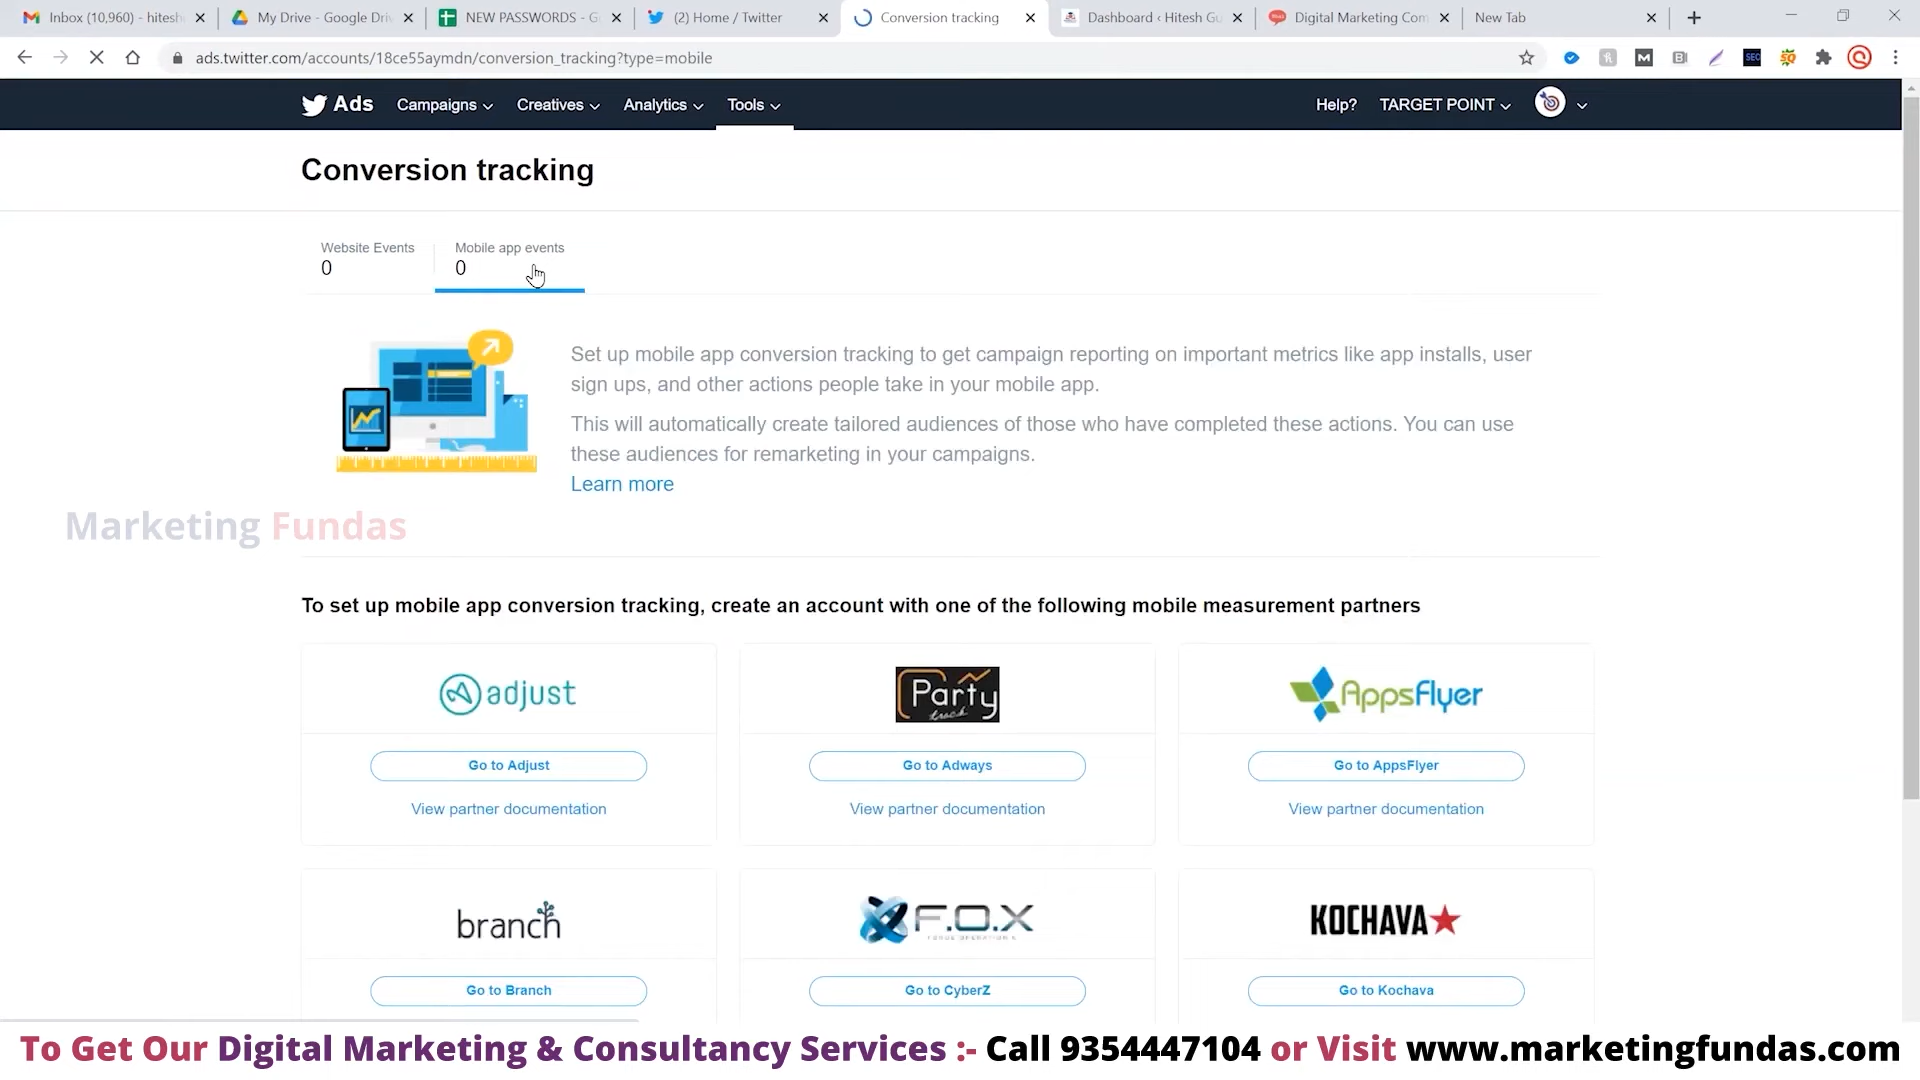 Inbox (10,960) - hitesh
My Drive - Google Driv
NEW PASSWORDS - G
(2) Home / Twitter
Conversion tracking
Dashboard ‹ Hitesh Gu
Digital Marketing Com
New Tab
ads.twitter.com/accounts/18ce55aymdn/conversion_tracking?type=mobile
Ads
Campaigns
Creatives
Analytics
Tools
Help?
TARGET POINT
Conversion tracking
Website Events
0
Mobile app events
0
Set up mobile app conversion tracking to get campaign reporting on important metrics like app installs, user
sign ups, and other actions people take in your mobile app.
This will automatically create tailored audiences of those who have completed these actions. You can use
these audiences for remarketing in your campaigns.
Learn more
Marketing Fundas
To set up mobile app conversion tracking, create an account with one of the following mobile measurement partners
adjust
Party
track
AppsFlyer
Go to Adjust
Go to Adways
Go to AppsFlyer
View partner documentation
View partner documentation
View partner documentation
branch
F.O.X
KOCHAVA
Go to Branch
Go to CyberZ
Go to Kochava
To Get Our Digital Marketing & Consultancy Services :- Call 9354447104 or Visit www.marketingfundas.com